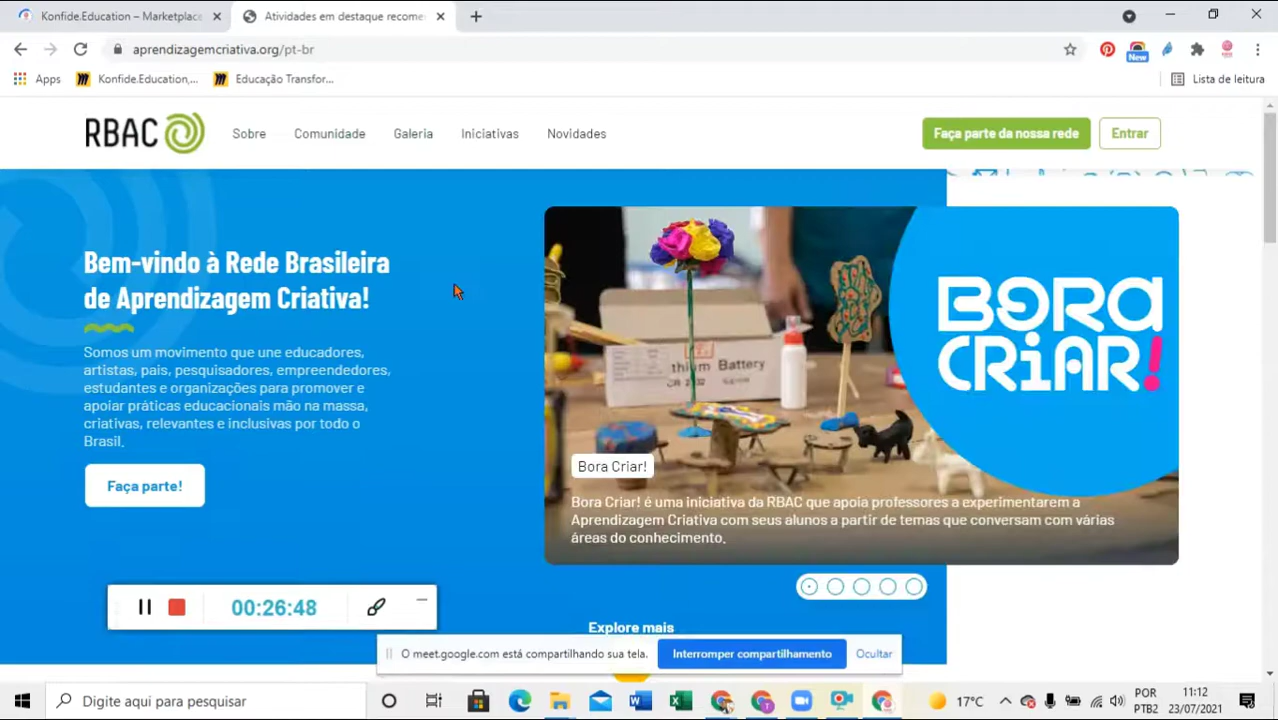 Konfide.Education – Marketplace
Atividades em destaque recome
aprendizagemcriativa.org/pt-br
New
Apps
Konfide.Education,...
Educação Transfor...
Lista de leitura
RBAC
Sobre
Comunidade
Galeria
Iniciativas
Novidades
Faça parte da nossa rede
Entrar
Bem-vindo à Rede Brasileira
de Aprendizagem Criativa!
Somos um movimento que une educadores,
artistas, pais, pesquisadores, empreendedores,
estudantes e organizações para promover e
apoiar práticas educacionais mão na massa,
criativas, relevantes e inclusivas por todo o
Brasil.
Faça parte!
Lithium Battery
BORA
CRiAR!
Bora Criar!
Bora Criar! é uma iniciativa da RBAC que apoia professores a experimentarem a
Aprendizagem Criativa com seus alunos a partir de temas que conversam com várias
áreas do conhecimento.
00:26:48
Explore mais
O meet.google.com está compartilhando sua tela.
Interromper compartilhamento
Ocultar
Digite aqui para pesquisar
17°C
POR
PTB2
11:12
23/07/2021